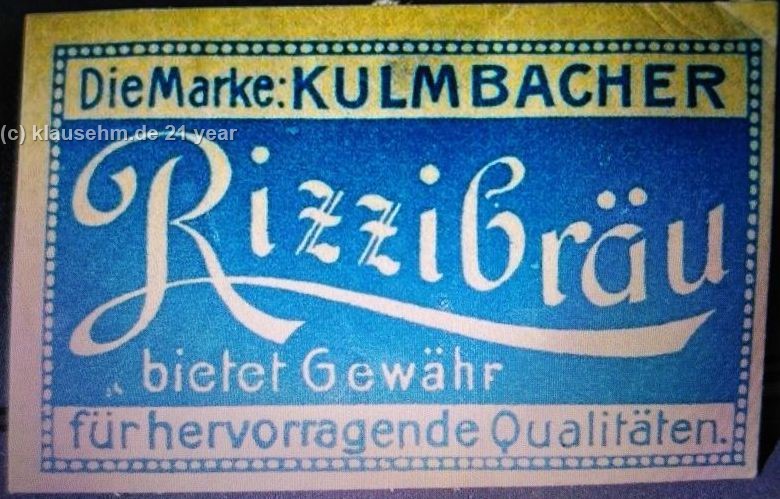 Die Marke: KULMBACHER
(c) klausehm.de 21 year
Rizzibräu
bietet Gewähr
für hervorragende Qualitäten.